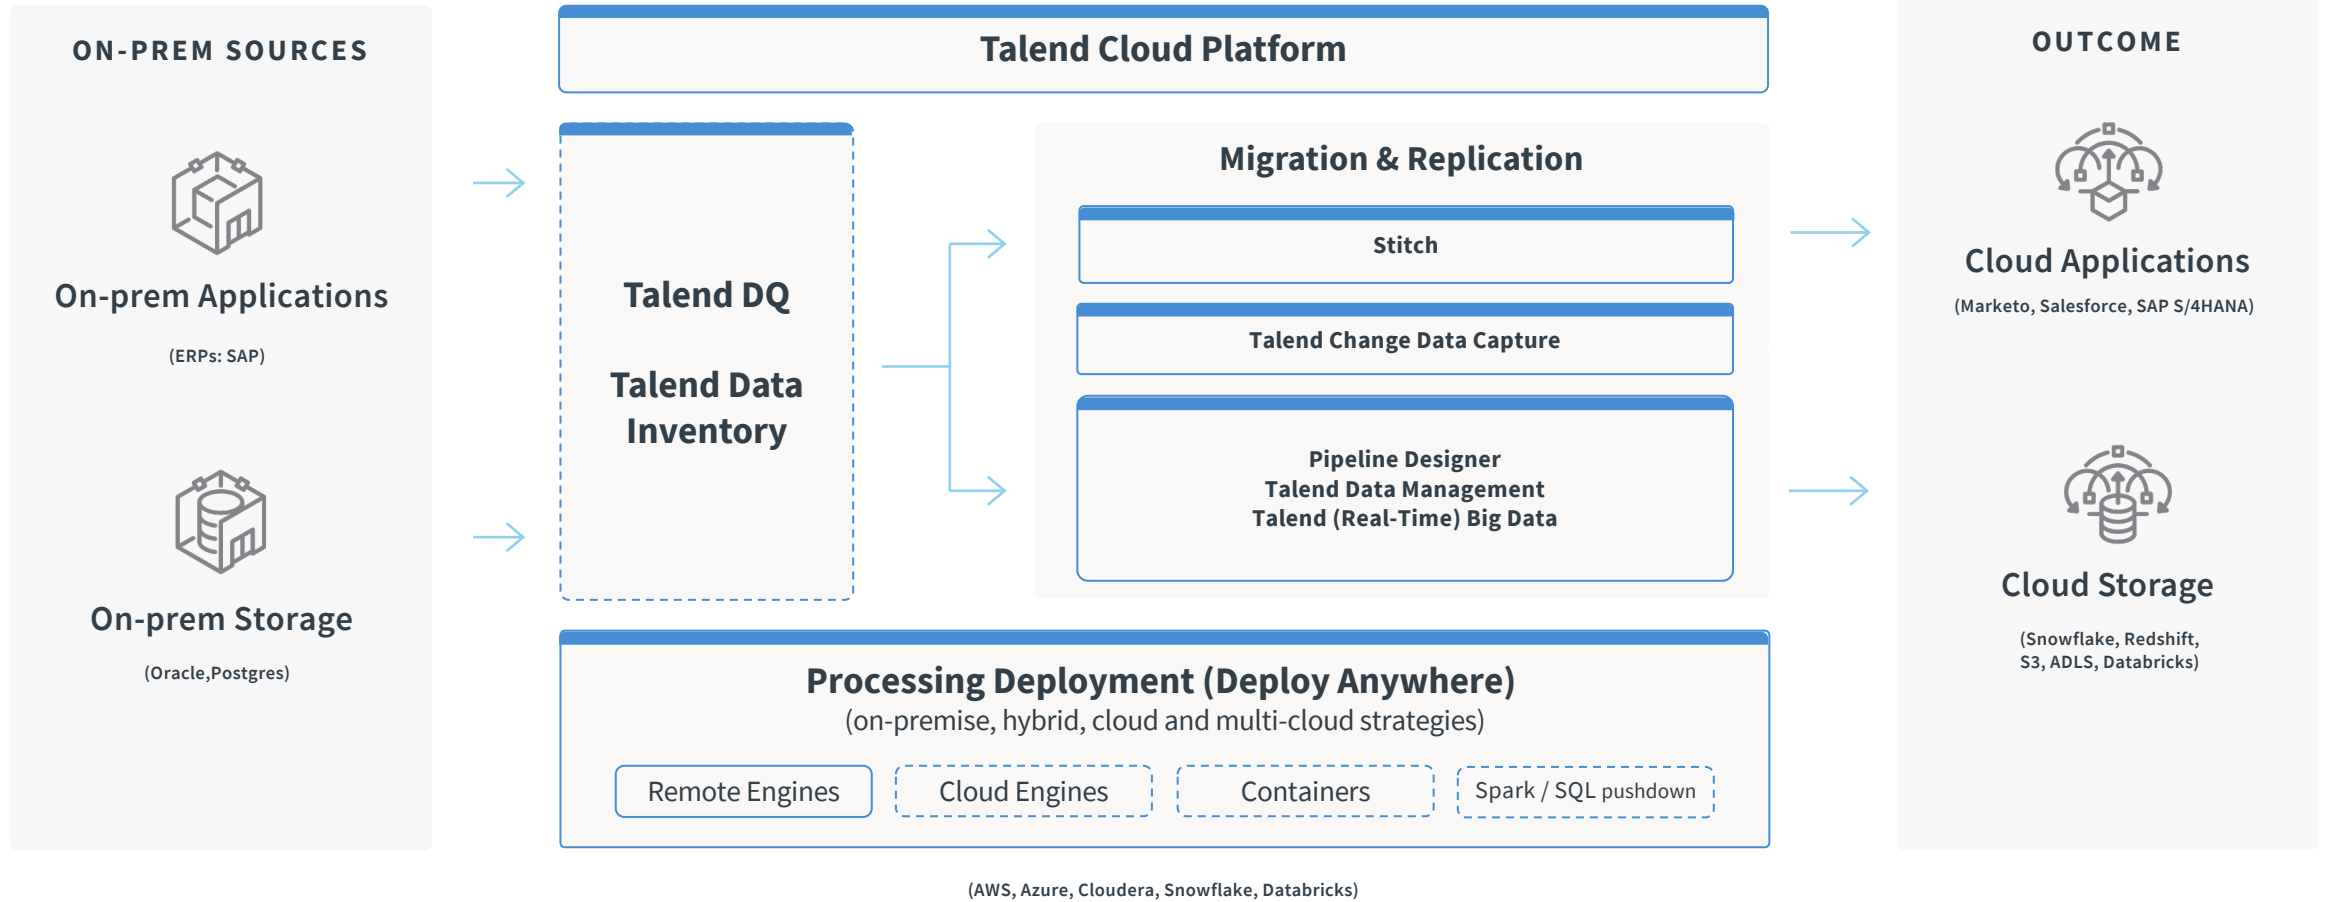 ON-PREM SOURCES
On-prem Applications
(ERPs: SAP)
On-prem Storage
(Oracle,Postgres)
Talend Cloud Platform
Talend DQ
Talend Data
Inventory
Migration & Replication
Stitch
Talend Change Data Capture
Pipeline Designer
Talend Data Management
Talend (Real-Time) Big Data
Processing Deployment (Deploy Anywhere)
(on-premise, hybrid, cloud and multi-cloud strategies)
Remote Engines
Cloud Engines
Containers
Spark / SQL pushdown
(AWS, Azure, Cloudera, Snowflake, Databricks)
OUTCOME
Cloud Applications
(Marketo, Salesforce, SAP S/4HANA)
Cloud Storage
(Snowflake, Redshift,
S3, ADLS, Databricks)